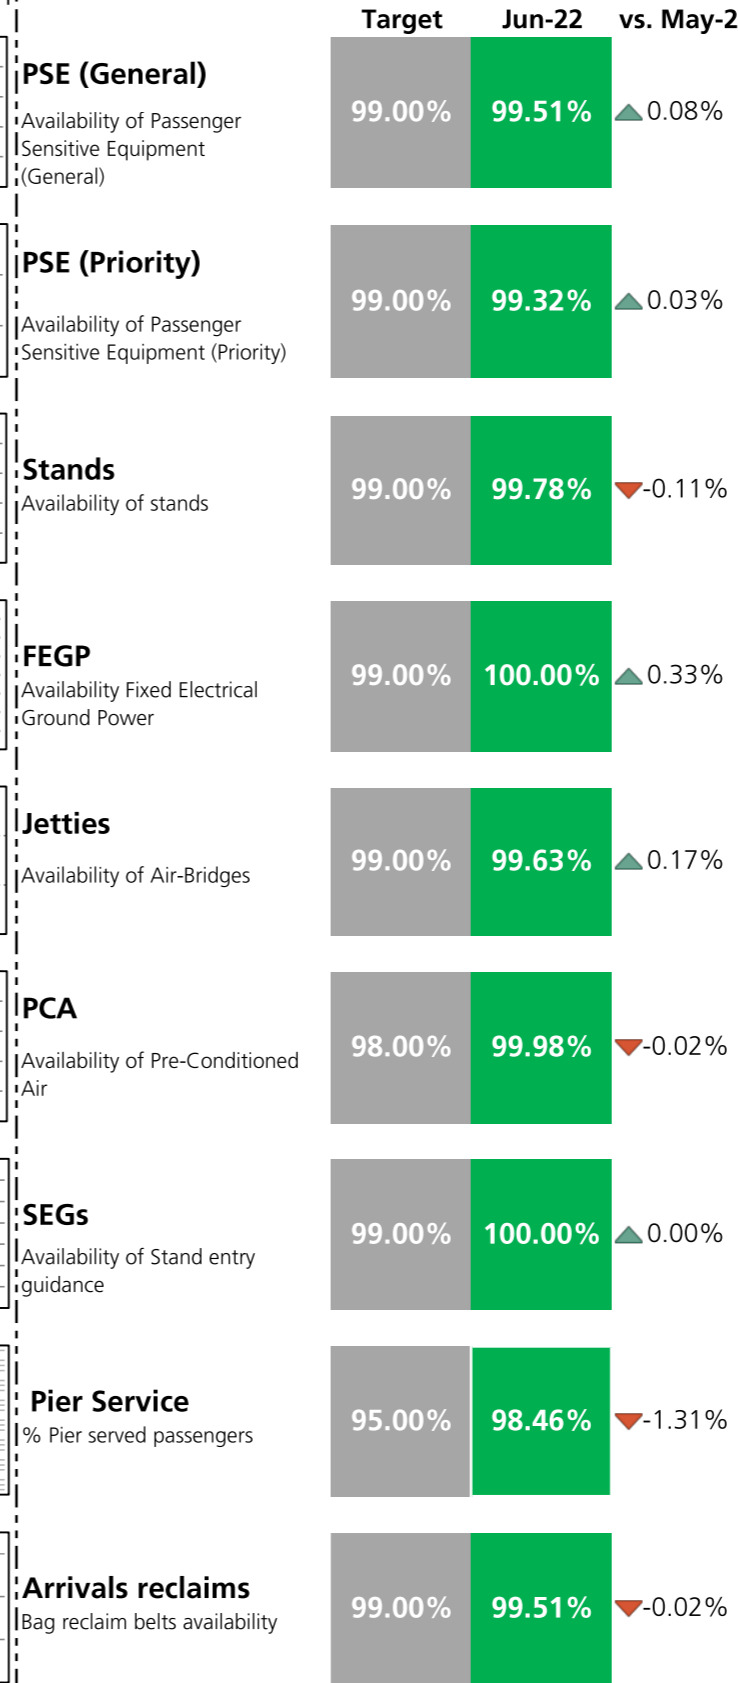 Target Jun-22 vs. May-2
PSE (General)
Availability of Passenger
Sensitive Equipment
(General)
99.00% 99.51% 0.08%
PSE (Priority)
Availability of Passenger
Sensitive Equipment (Priority)
99.00% 99.32% 0.03%
Stands
Availability of stands
99.00% 99.78% -0.11%
FEGP
Availability Fixed Electrical
Ground Power
99.00% 100.00% 0.33%
Jetties
Availability of Air-Bridges
99.00% 99.63% 0.17%
PCA
Availability of Pre-Conditioned
Air
98.00% 99.98% -0.02%
SEGs
Availability of Stand entry
guidance
99.00% 100.00% 0.00%
Pier Service
% Pier served passengers
95.00% 98.46% -1.31%
Arrivals reclaims
Bag reclaim belts availability
99.00% 99.51% -0.02%